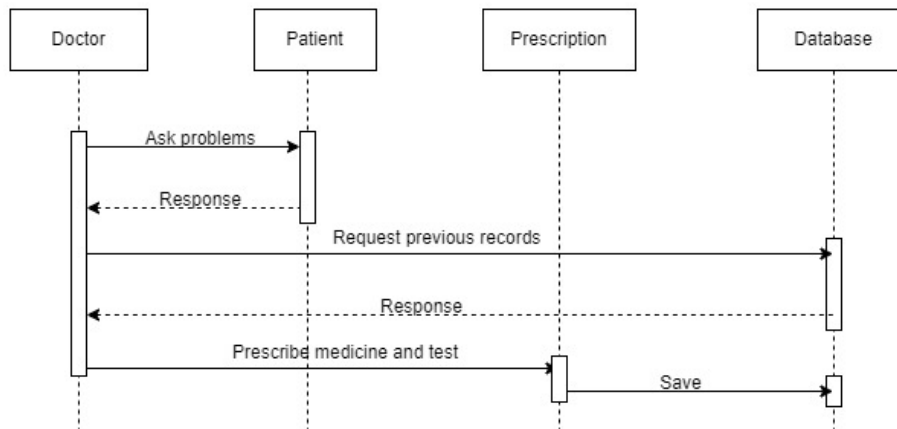 Doctor
Patient
Prescription
Database
Ask problems
Response
Request previous records
Response
Prescribe medicine and test
Save